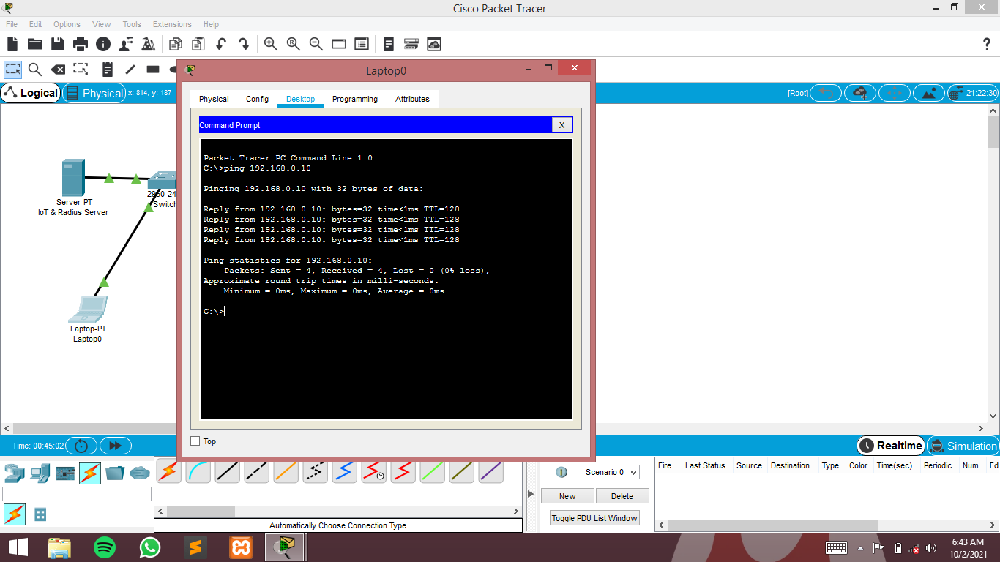 Cisco Packet Tracer
File Edit Options View Tools Extensions Help
?
Laptop0
Logical
Physical
x: 814, y: 187
[Root]
21:22:30
Physical Config Desktop Programming Attributes
Command Prompt
X
Packet Tracer PC Command Line 1.0
C:\>ping 192.168.0.10
Pinging 192.168.0.10 with 32 bytes of data:
Reply from 192.168.0.10: bytes=32 time<1ms TTL=128
Reply from 192.168.0.10: bytes=32 time<1ms TTL=128
Reply from 192.168.0.10: bytes=32 time<1ms TTL=128
Reply from 192.168.0.10: bytes=32 time<1ms TTL=128
Ping statistics for 192.168.0.10:
Packets: Sent = 4, Received = 4, Lost = 0 (0% loss),
Approximate round trip times in milli-seconds:
Minimum = 0ms, Maximum = 0ms, Average = 0ms
C:\>
Server-PT
IoT & Radius Server
Switch
Laptop-PT
Laptop0
Top
Time: 00:45:02
Realtime
Simulation
Scenario 0
New
Delete
Toggle PDU List Window
Fire Last Status Source Destination Type Color Time(sec) Periodic Num Ed
Automatically Choose Connection Type
6:43 AM
10/2/2021